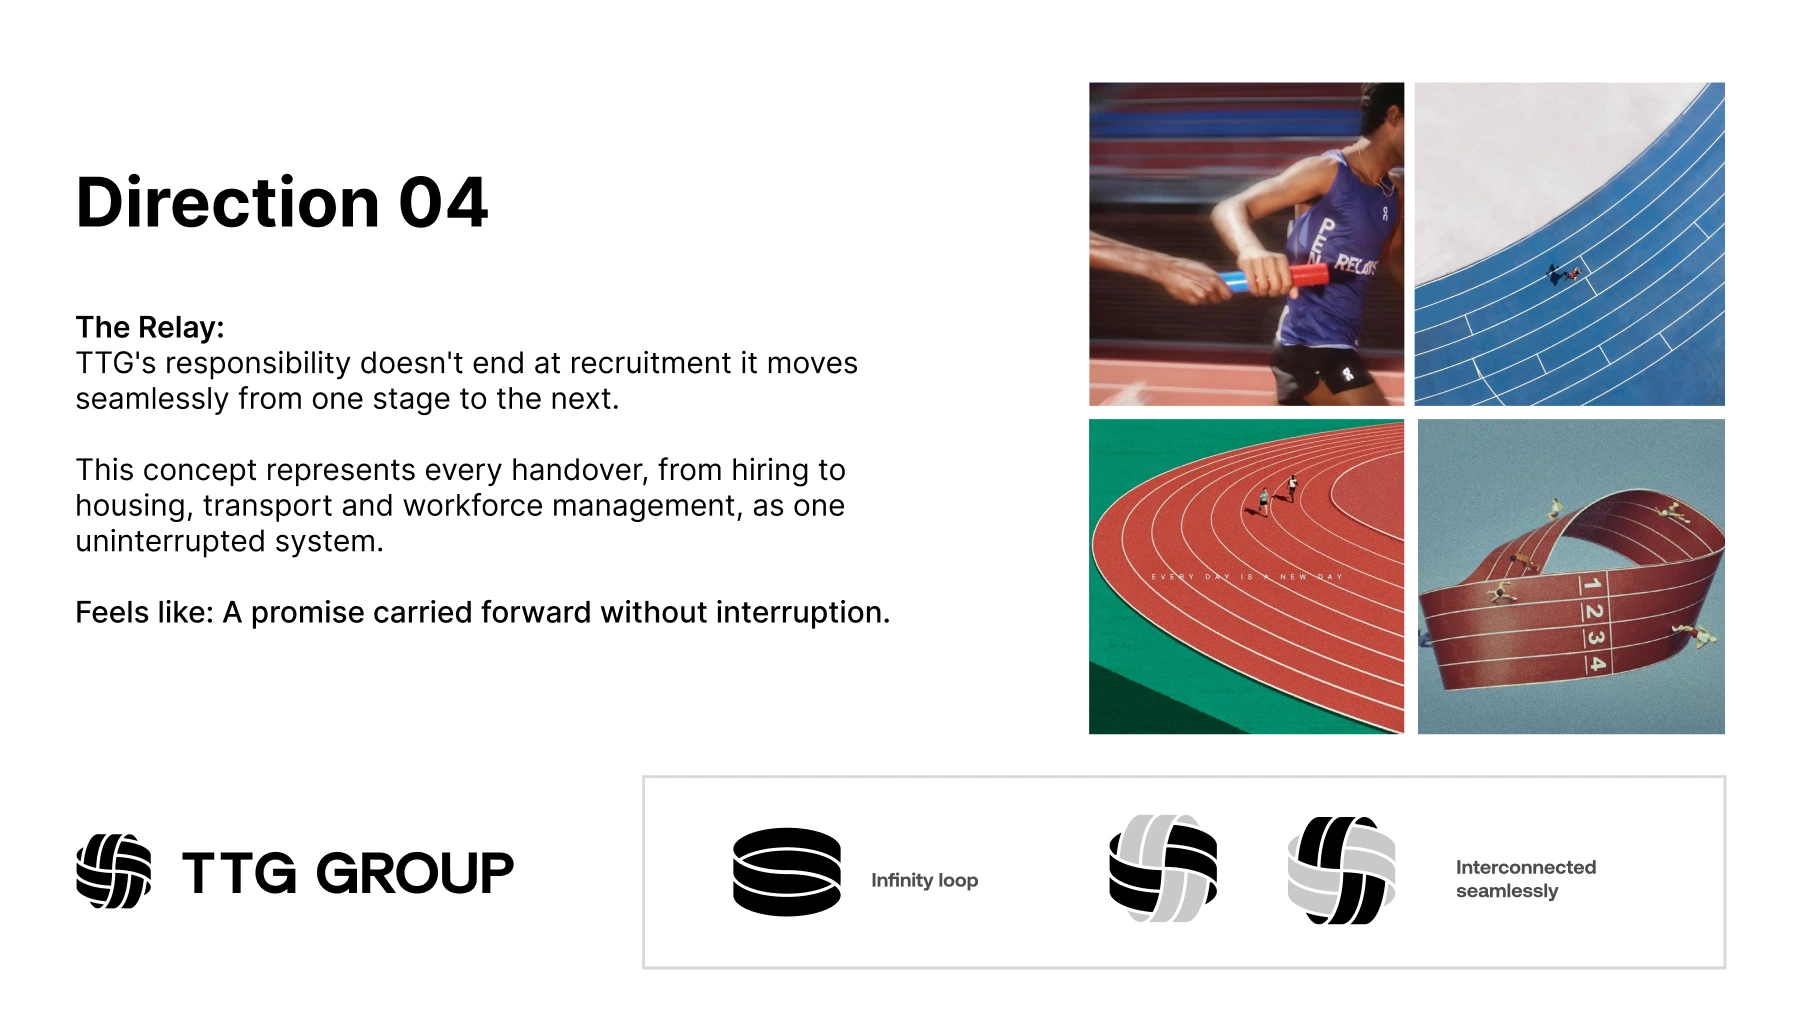 Direction 04
The Relay:
TTG's responsibility doesn't end at recruitment it moves
seamlessly from one stage to the next.
This concept represents every handover, from hiring to
housing, transport and workforce management, as one
uninterrupted system.
Feels like: A promise carried forward without interruption.
RELAYS
EVERY DAY IS A NEW DAY
1
2
3
4
TTG GROUP
Infinity loop
Interconnected
seamlessly